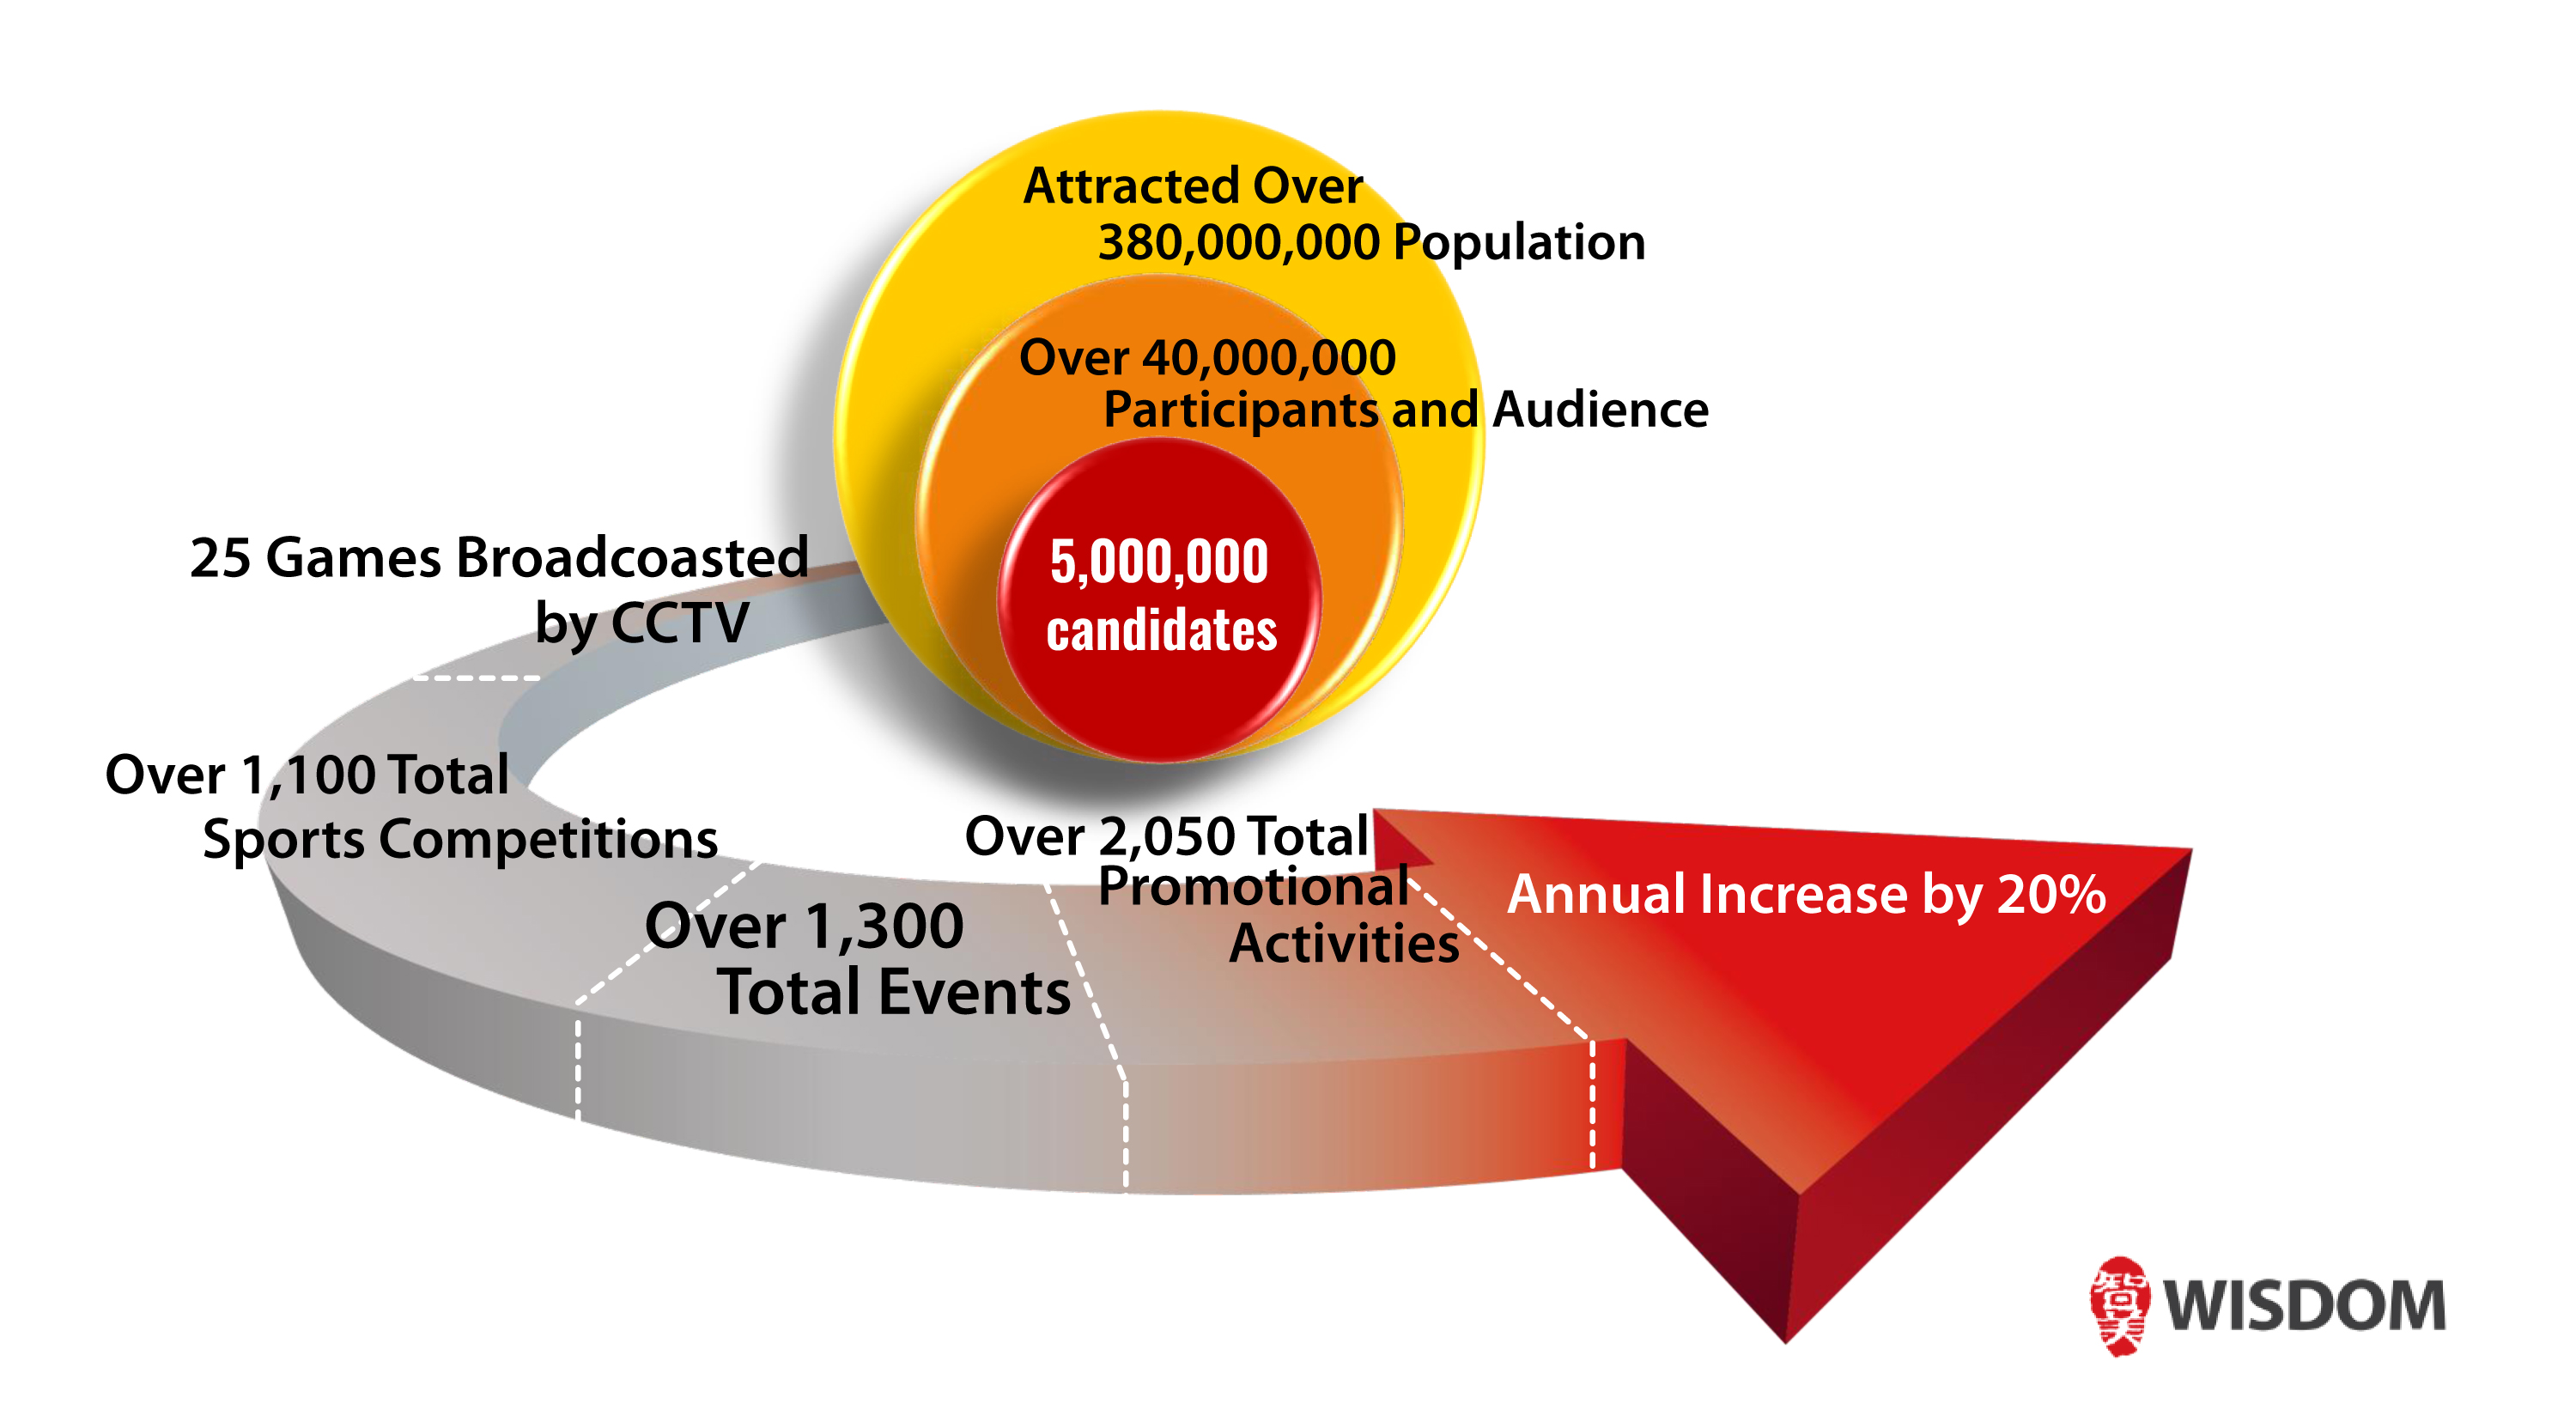 Attracted Over
380,000,000 Population
Over 40,000,000
Participants and Audience
5,000,000
candidates
25 Games Broadcoasted
by CCTV
Over 1,100 Total
Sports Competitions
Over 1,300
Total Events
Over 2,050 Total
Promotional
Activities
Annual Increase by 20%
智美 WISDOM